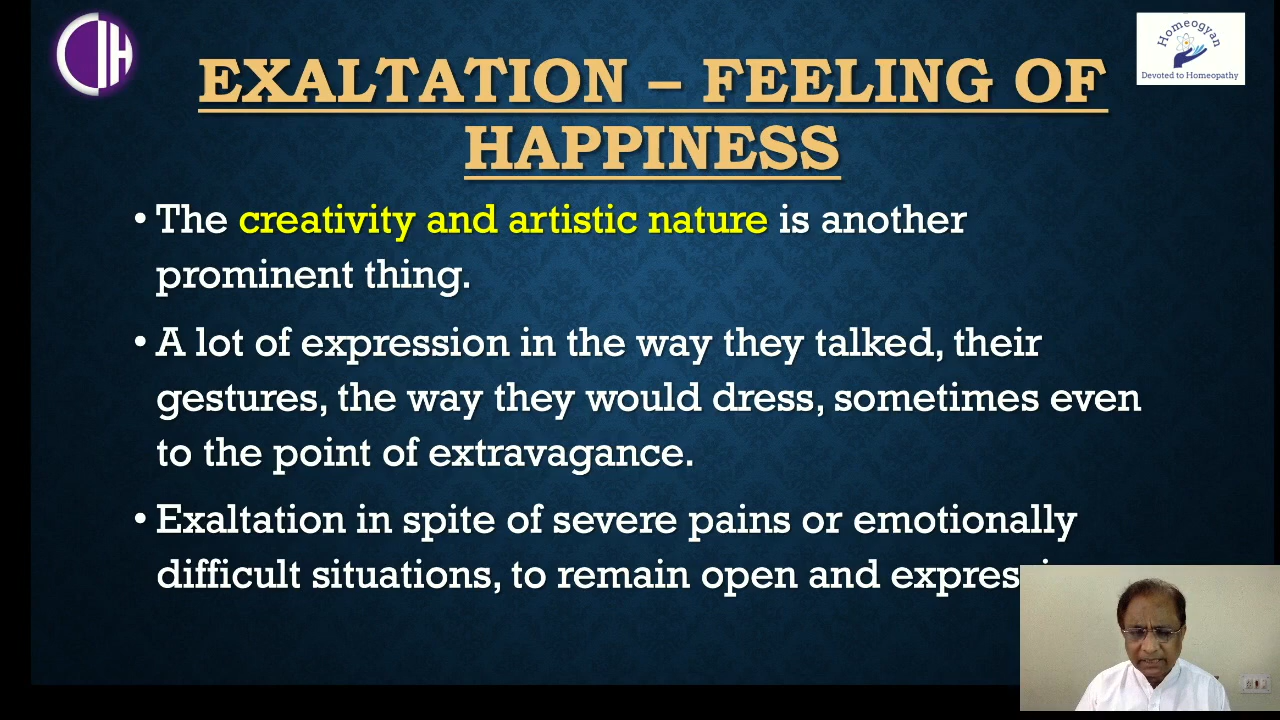 Homeogyan
Devoted to Homeopathy
EXALTATION – FEELING OF
HAPPINESS
• The creativity and artistic nature is another
prominent thing.
• A lot of expression in the way they talked, their
gestures, the way they would dress, sometimes even
to the point of extravagance.
• Exaltation in spite of severe pains or emotionally
difficult situations, to remain open and